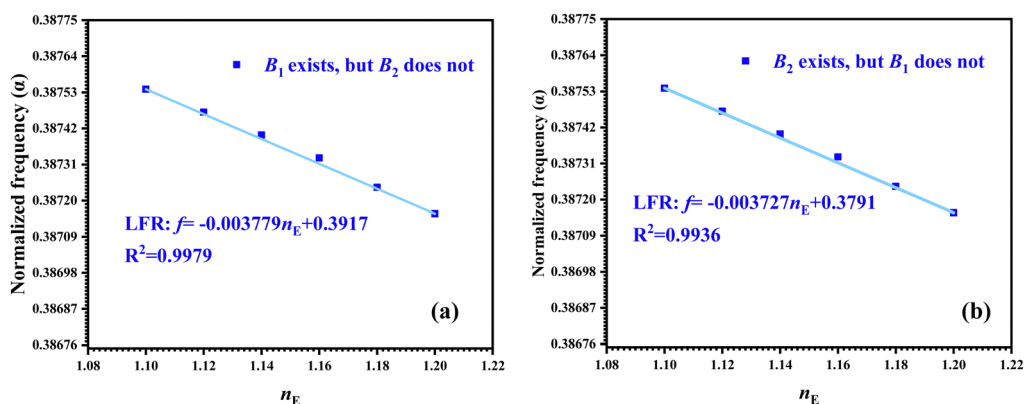 0.38775
0.38764
0.38753
0.38742
0.38731
0.38720
0.38709
0.38698
0.38687
0.38676
Normalized frequency (α)
B1 exists, but B2 does not
LFR: f= -0.003779nE+0.3917
R²=0.9979
(a)
1.08 1.10 1.12 1.14 1.16 1.18 1.20 1.22
nE
0.38775
0.38764
0.38753
0.38742
0.38731
0.38720
0.38709
0.38698
0.38687
0.38676
Normalized frequency (α)
B2 exists, but B1 does not
LFR: f= -0.003727nE+0.3791
R²=0.9936
(b)
1.08 1.10 1.12 1.14 1.16 1.18 1.20 1.22
nE